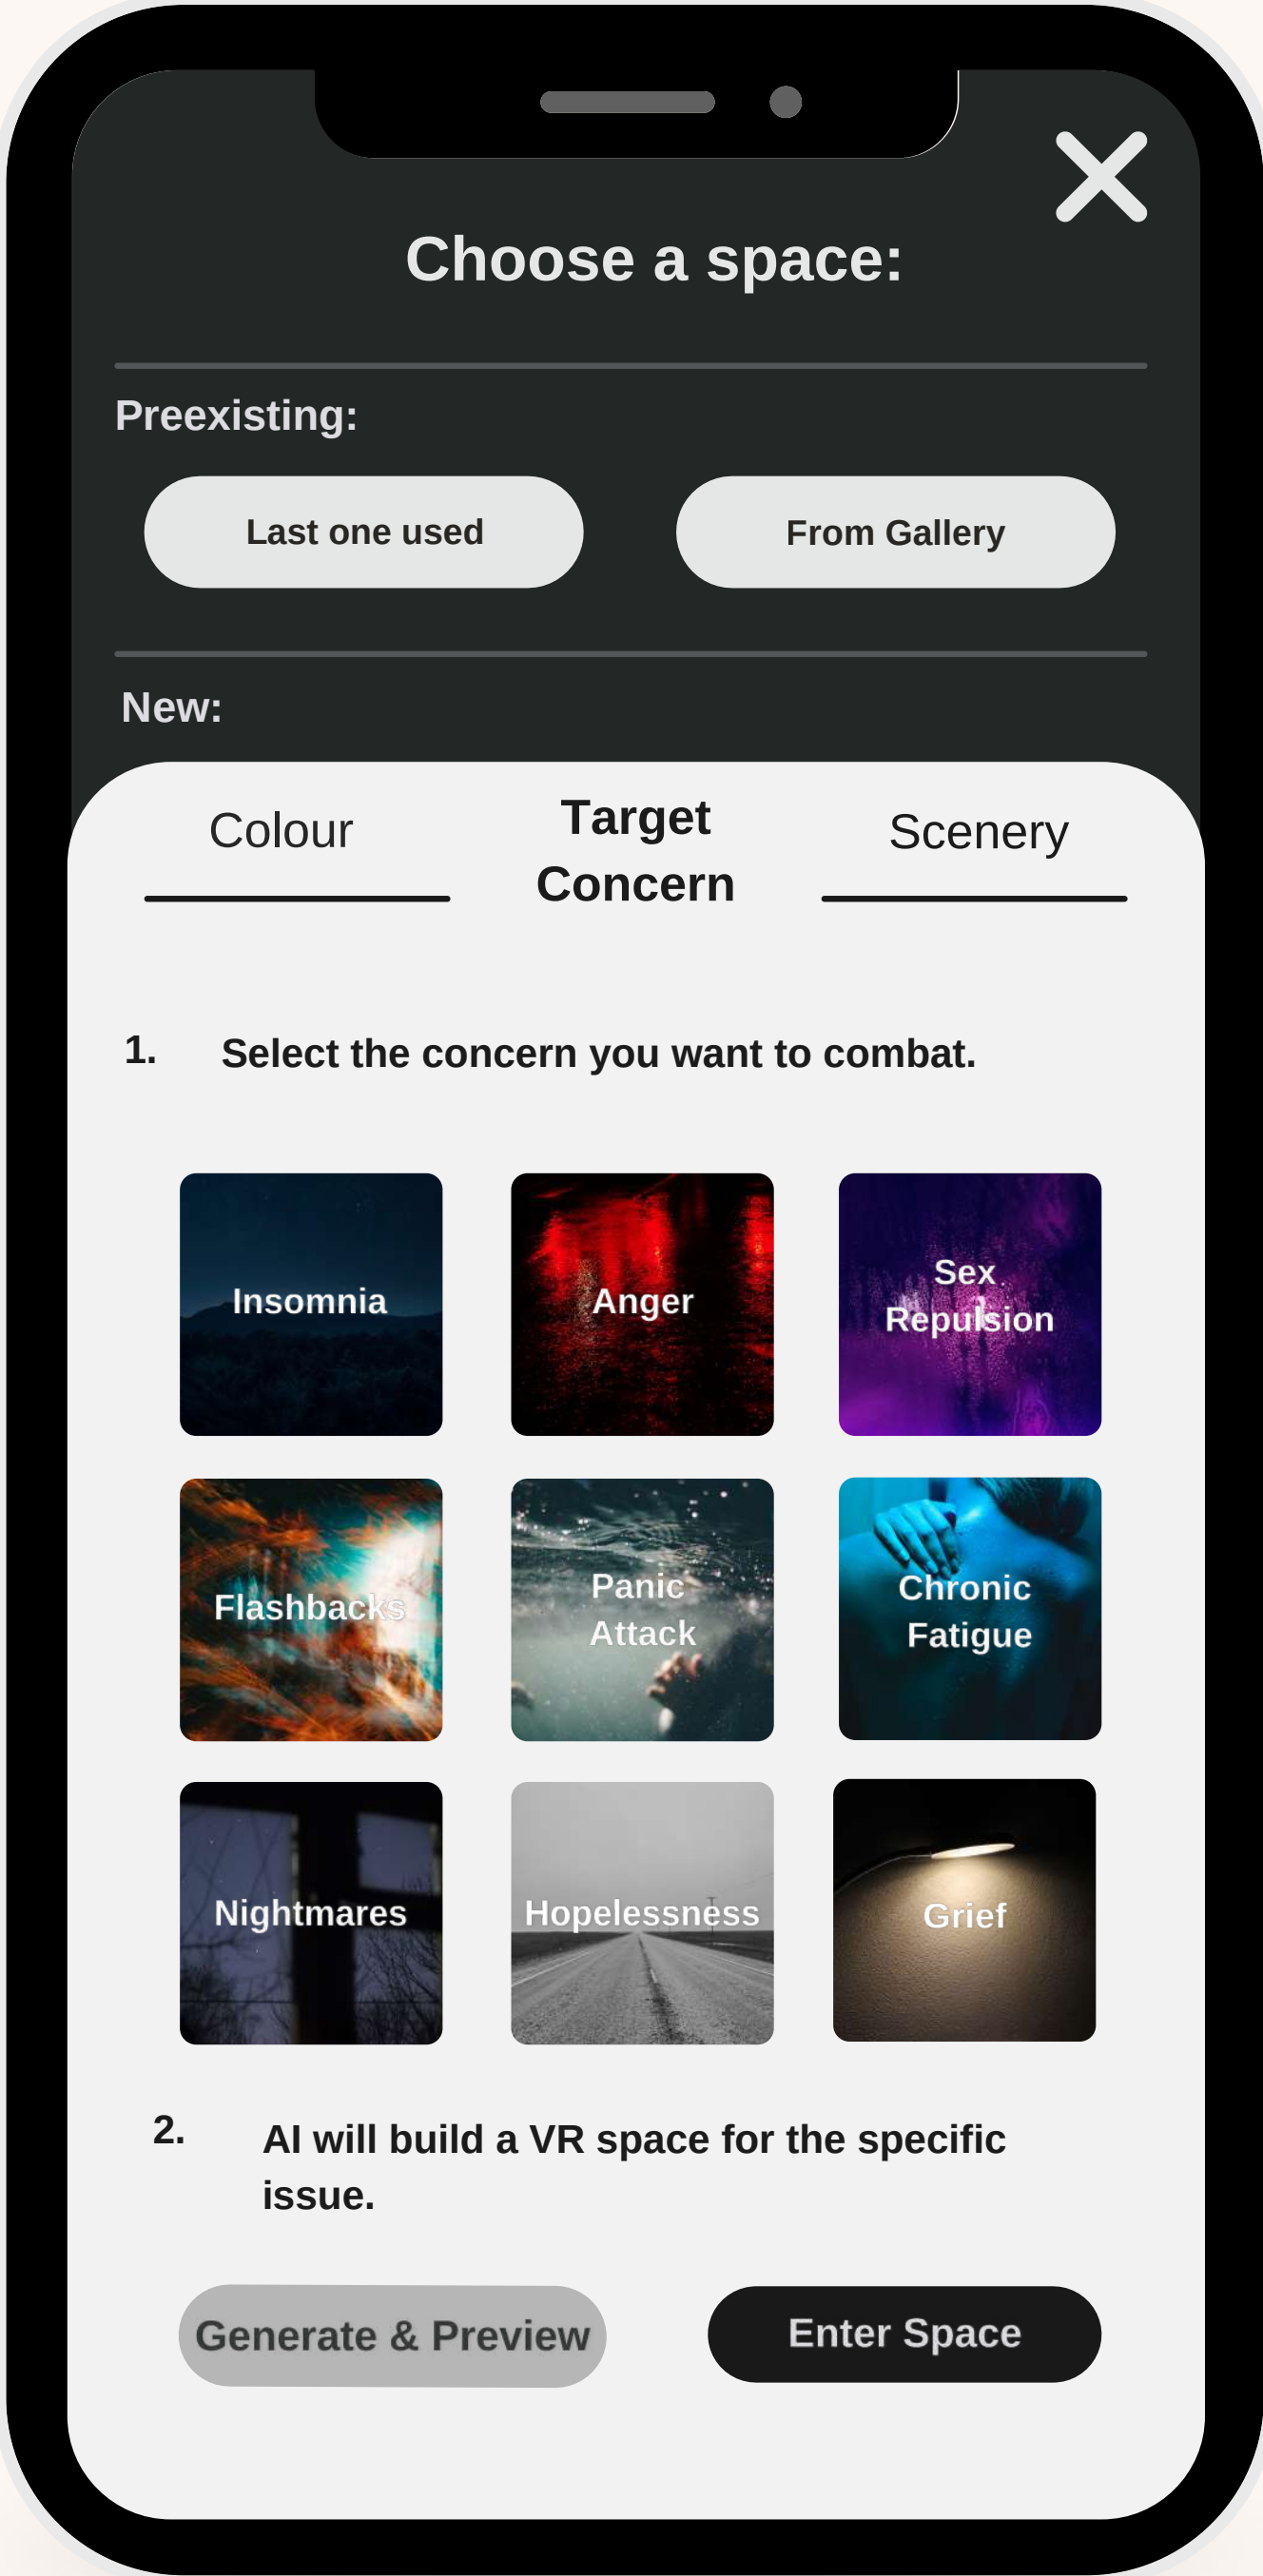 Choose a space:
Preexisting:
Last one used
From Gallery
New:
Colour
Target
Concern
Scenery
1. Select the concern you want to combat.
Insomnia
Anger
Sex
Repulsion
Flashbacks
Panic
Attack
Chronic
Fatigue
Nightmares
Hopelessness
Grief
2. AI will build a VR space for the specific
issue.
Generate & Preview
Enter Space